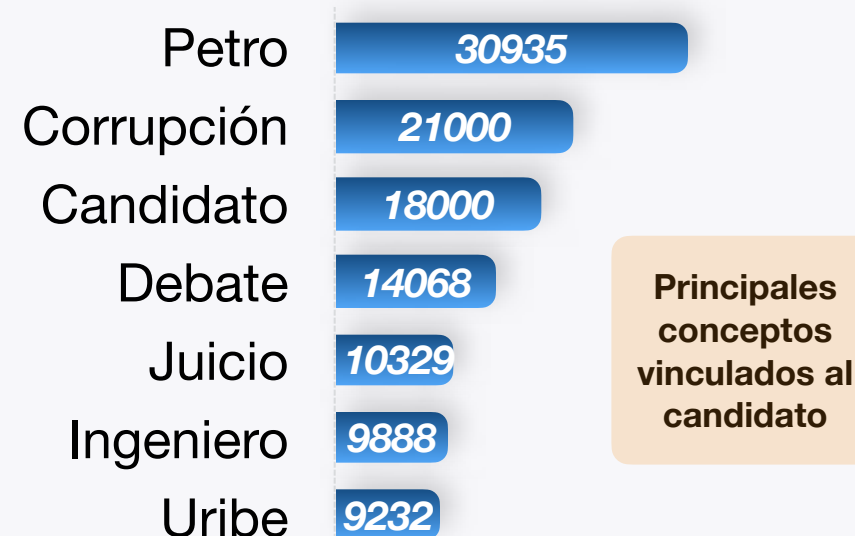 Petro 30935
Corrupción 21000
Candidato 18000
Debate 14068
Juicio 10329
Ingeniero 9888
Uribe 9232
Principales
conceptos
vinculados al
candidato